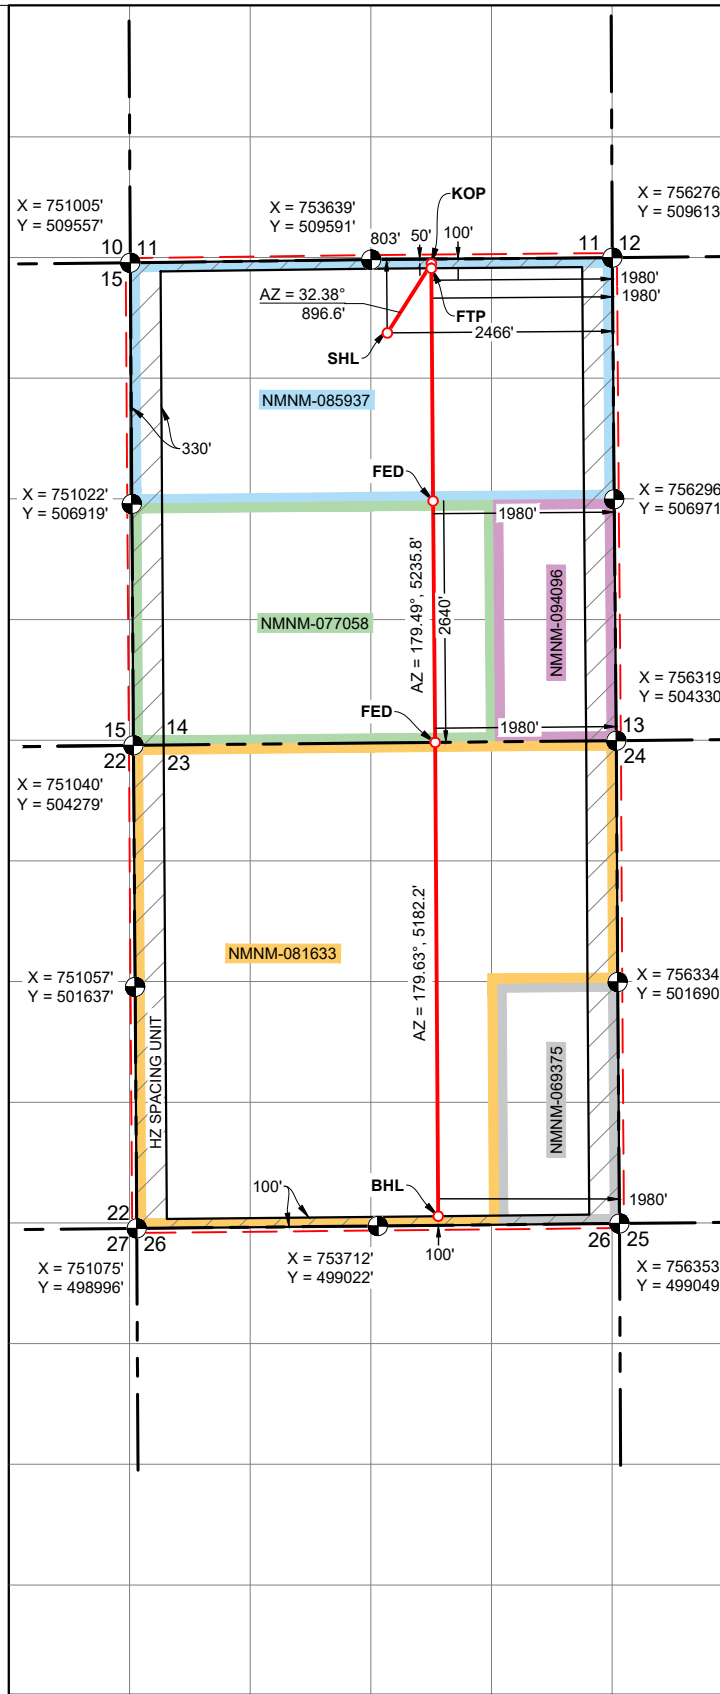 X = 751005'
Y = 509557'
X = 753639'
Y = 509591'
KOP
X = 756276
Y = 509613
10 11
15
803'
50'
100'
11 12
1980'
1980'
AZ = 32.38°
896.6'
FTP
2466'
SHL
NMNM-085937
330'
FED
X = 751022'
Y = 506919'
X = 756296
Y = 506971
1980'
NMNM-077058
AZ = 179.49°, 5235.8'
2640'
NMNM-094096
X = 756319
Y = 504330
FED
1980'
15 14
22 23
13
24
X = 751040'
Y = 504279'
NMNM-081633
AZ = 179.63°, 5182.2'
X = 751057'
Y = 501637'
X = 756334
Y = 501690
HZ SPACING UNIT
NMNM-069375
100'
BHL
1980'
22
27 26
100'
26 25
X = 751075'
Y = 498996'
X = 753712'
Y = 499022'
X = 756353
Y = 499049